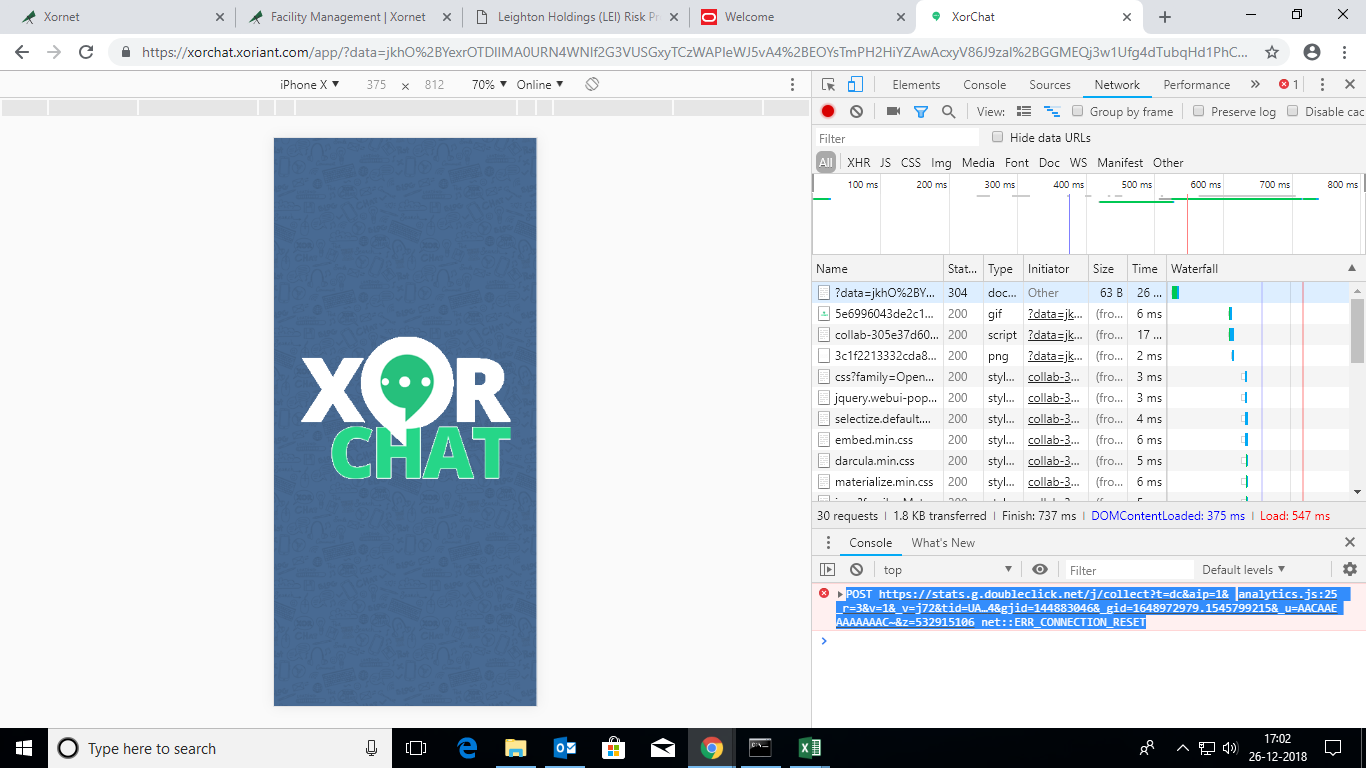 Xornet
Facility Management | Xornet
Leighton Holdings (LEI) Risk Pr
Welcome
XorChat
https://xorchat.xoriant.com/app/?data=jkhO%2BYexrOTDIIMA0URN4WNIf2G3VUSGxyTCzWAPIeWJ5vA4%2BEOYsTmPH2HiYZAwAcxyV86J9zaI%2BGGMEQj3w1Ufg4dTubqHd1PhC...
iPhone X ▼ 375 × 812 70% ▼ Online ▼
Elements Console Sources Network Performance » 1
View: Group by frame Preserve log Disable cac
Filter Hide data URLs
All XHR JS CSS Img Media Font Doc WS Manifest Other
100 ms 200 ms 300 ms 400 ms 500 ms 600 ms 700 ms 800 ms
Name Stat... Type Initiator Size Time Waterfall
?data=jkhO%2BY... 304 doc... Other 63 B 26 ...
5e6996043de2c1... 200 gif ?data=jk... (fro... 6 ms
collab-305e37d60... 200 script ?data=jk... (fro... 17 ...
3c1f2213332cda8... 200 png ?data=jk... (fro... 2 ms
css?family=Open... 200 styl... collab-3... (fro... 3 ms
jquery.webui-pop... 200 styl... collab-3... (fro... 3 ms
selectize.default.... 200 styl... collab-3... (fro... 4 ms
embed.min.css 200 styl... collab-3... (fro... 6 ms
darcula.min.css 200 styl... collab-3... (fro... 5 ms
materialize.min.css 200 styl... collab-3... (fro... 6 ms
30 requests | 1.8 KB transferred | Finish: 737 ms | DOMContentLoaded: 375 ms | Load: 547 ms
Console What's New
top ▼ Filter Default levels ▼
POST https://stats.g.doubleclick.net/j/collect?t=dc&aip=1& analytics.js:25
_r=3&v=1&_v=j72&tid=UA…4&gjid=144883046&_gid=1648972979.1545799215&_u=AACAAE
AAAAAAAC~&z=532915106 net::ERR_CONNECTION_RESET
XOR
CHAT
Type here to search
17:02
26-12-2018